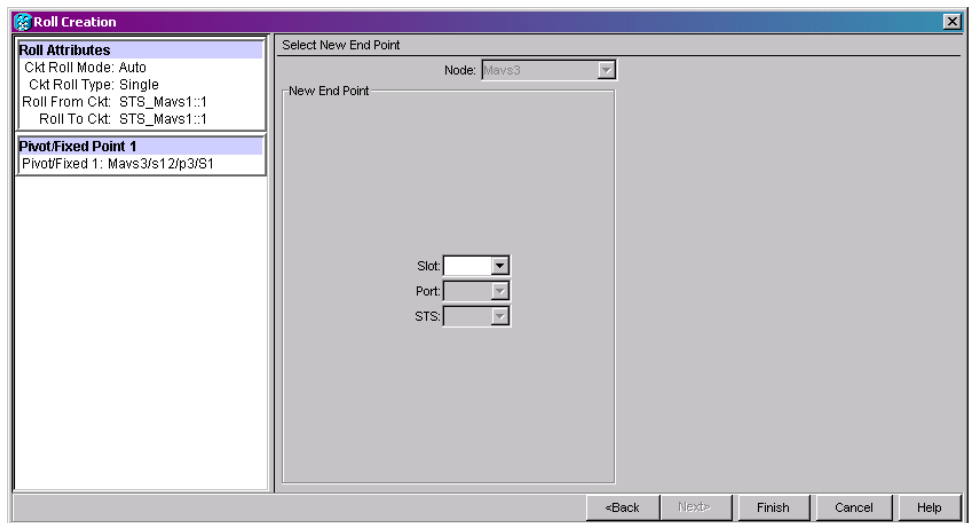 Roll Creation
Roll Attributes
Ckt Roll Mode: Auto
Ckt Roll Type: Single
Roll From Ckt: STS_Mavs1::1
Roll To Ckt: STS_Mavs1::1
Pivot/Fixed Point 1
Pivot/Fixed 1: Mavs3/s12/p3/S1
Select New End Point
Node: Mavs3
New End Point
Slot:
Port:
STS:
<Back Next> Finish Cancel Help